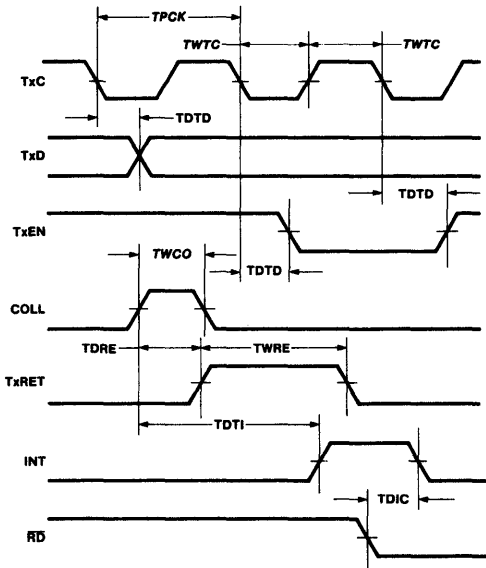 TPCK
TWTC
TWTC
TxC
TDTD
TxD
TDTD
TxEN
TWCO
TDTD
COLL
TDRE
TWRE
TxRET
TDTI
INT
TDIC
RD